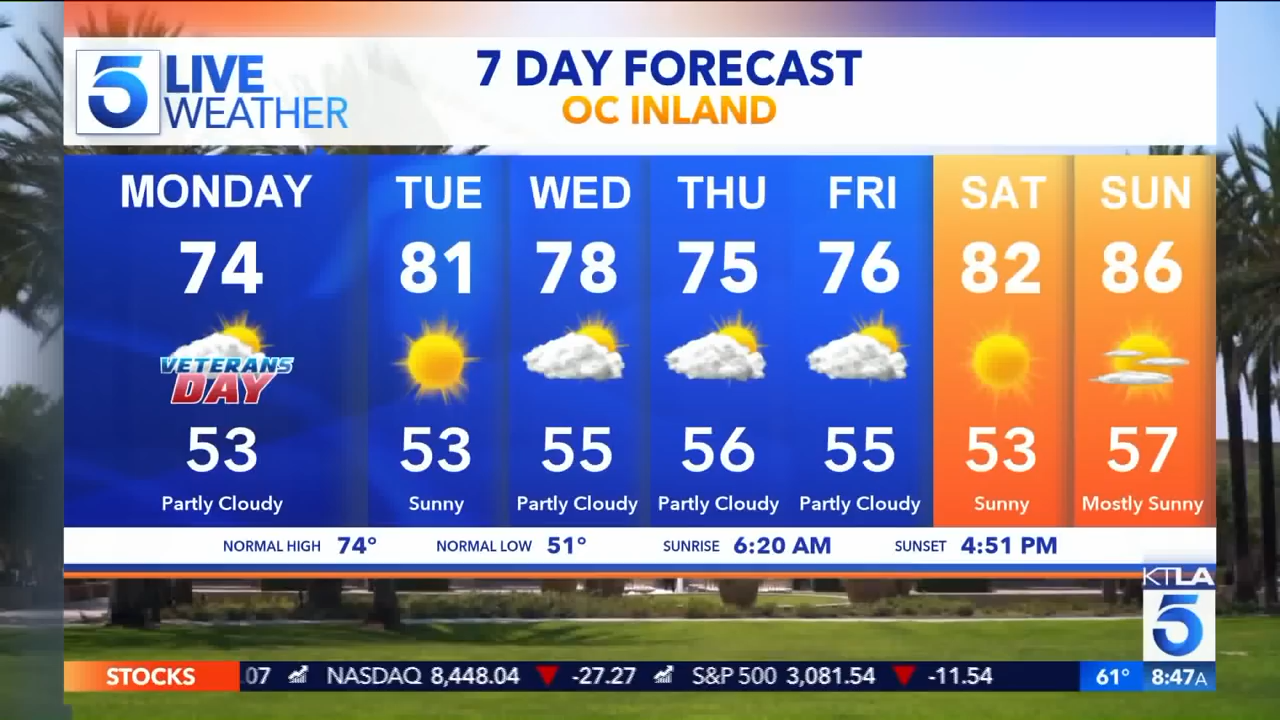 5 LIVE WEATHER
7 DAY FORECAST
OC INLAND
MONDAY TUE WED THU FRI SAT SUN
74 81 78 75 76 82 86
VETERANS
DAY
53 53 55 56 55 53 57
Partly Cloudy Sunny Partly Cloudy Partly Cloudy Partly Cloudy Sunny Mostly Sunny
NORMAL HIGH 74° NORMAL LOW 51° SUNRISE 6:20 AM SUNSET 4:51 PM
KTLA
5
STOCKS .07 NASDAQ 8,448.04 -27.27 S&P 500 3,081.54 -11.54 61° 8:47A